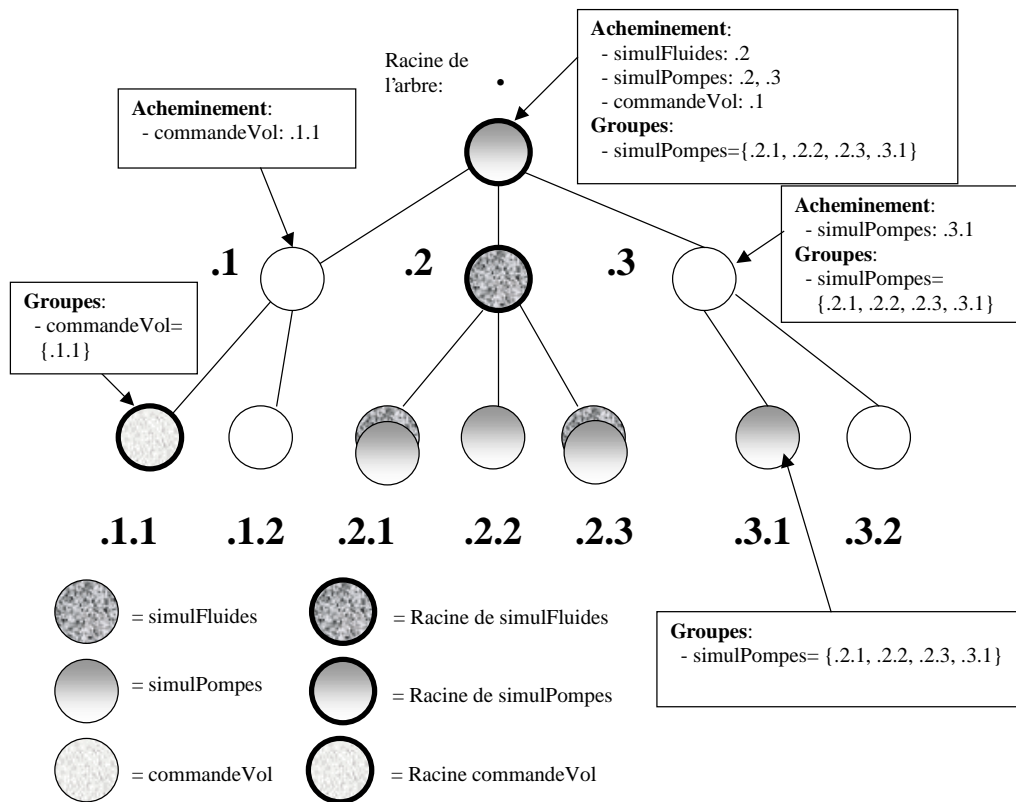 Racine de
l'arbre:
.
Acheminement:
- simulFluides: .2
- simulPompes: .2, .3
- commandeVol: .1
Groupes:
- simulPompes={.2.1, .2.2, .2.3, .3.1}
Acheminement:
- commandeVol: .1.1
Acheminement:
- simulPompes: .3.1
Groupes:
- simulPompes=
{.2.1, .2.2, .2.3, .3.1}
.1
.2
.3
Groupes:
- commandeVol=
{.1.1}
.1.1
.1.2
.2.1
.2.2
.2.3
.3.1
.3.2
= simulFluides
= Racine de simulFluides
= simulPompes
= Racine de simulPompes
= commandeVol
= Racine commandeVol
Groupes:
- simulPompes= {.2.1, .2.2, .2.3, .3.1}